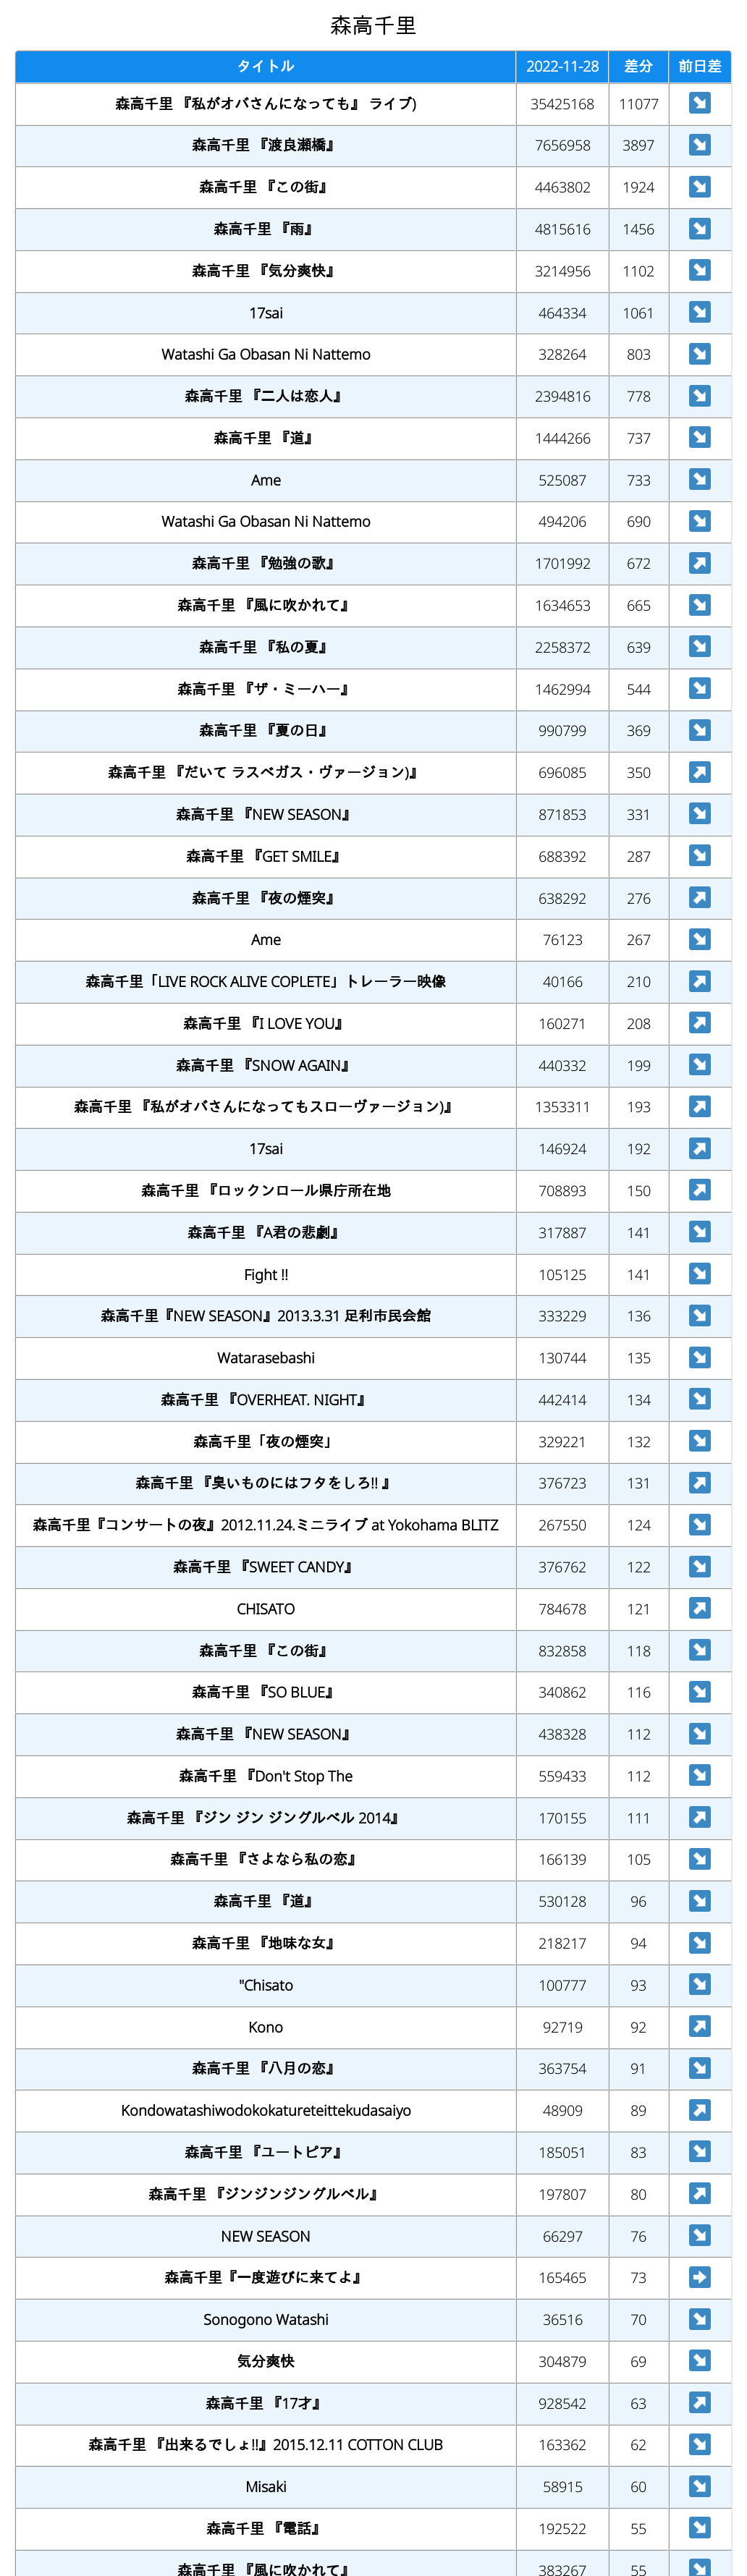 森高千里
タイトル 2022-11-28 差分 前日差
森高千里 『私がオバさんになっても』 ライブ) 35425168 11077
森高千里 『渡良瀬橋』 7656958 3897
森高千里 『この街』 4463802 1924
森高千里 『雨』 4815616 1456
森高千里 『気分爽快』 3214956 1102
17sai 464334 1061
Watashi Ga Obasan Ni Nattemo 328264 803
森高千里 『二人は恋人』 2394816 778
森高千里 『道』 1444266 737
Ame 525087 733
Watashi Ga Obasan Ni Nattemo 494206 690
森高千里 『勉強の歌』 1701992 672
森高千里 『風に吹かれて』 1634653 665
森高千里 『私の夏』 2258372 639
森高千里 『ザ・ミーハー』 1462994 544
森高千里 『夏の日』 990799 369
森高千里 『だいて ラスベガス・ヴァージョン)』 696085 350
森高千里 『NEW SEASON』 871853 331
森高千里 『GET SMILE』 688392 287
森高千里 『夜の煙突』 638292 276
Ame 76123 267
森高千里「LIVE ROCK ALIVE COPLETE」トレーラー映像 40166 210
森高千里 『I LOVE YOU』 160271 208
森高千里 『SNOW AGAIN』 440332 199
森高千里 『私がオバさんになってもスローヴァージョン)』 1353311 193
17sai 146924 192
森高千里 『ロックンロール県庁所在地 708893 150
森高千里 『A君の悲劇』 317887 141
Fight !! 105125 141
森高千里『NEW SEASON』2013.3.31 足利市民会館 333229 136
Watarasebashi 130744 135
森高千里 『OVERHEAT. NIGHT』 442414 134
森高千里「夜の煙突」 329221 132
森高千里 『臭いものにはフタをしろ!! 』 376723 131
森高千里『コンサートの夜』2012.11.24.ミニライブ at Yokohama BLITZ 267550 124
森高千里 『SWEET CANDY』 376762 122
CHISATO 784678 121
森高千里 『この街』 832858 118
森高千里 『SO BLUE』 340862 116
森高千里 『NEW SEASON』 438328 112
森高千里 『Don't Stop The 559433 112
森高千里 『ジン ジン ジングルベル 2014』 170155 111
森高千里 『さよなら私の恋』 166139 105
森高千里 『道』 530128 96
森高千里 『地味な女』 218217 94
"Chisato 100777 93
Kono 92719 92
森高千里 『八月の恋』 363754 91
Kondowatashiwodokokatureteittekudasaiyo 48909 89
森高千里 『ユートピア』 185051 83
森高千里 『ジンジンジングルベル』 197807 80
NEW SEASON 66297 76
森高千里『一度遊びに来てよ』 165465 73
Sonogono Watashi 36516 70
気分爽快 304879 69
森高千里 『17才』 928542 63
森高千里 『出来るでしょ!!』2015.12.11 COTTON CLUB 163362 62
Misaki 58915 60
森高千里 『電話』 192522 55
森高千里 『風に吹かれて』 383267 55